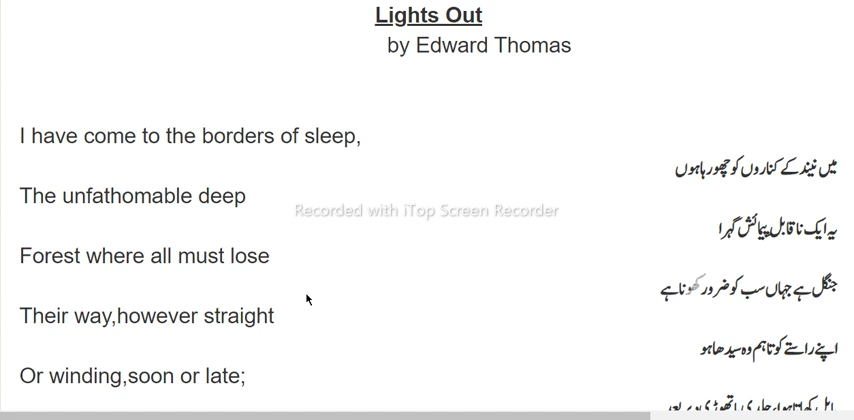 Lights Out
by Edward Thomas
I have come to the borders of sleep,
میں نیند کے کناروں کو چھو رہا ہوں
The unfathomable deep
Recorded with iTop Screen Recorder
یہ ایک ناقابل پیمائش گہرا
Forest where all must lose
جنگل ہے جہاں سب کو ضرور کھونا ہے
Their way,however straight
اپنے راستے کو تاہم وہ سیدھا ہو
Or winding,soon or late;